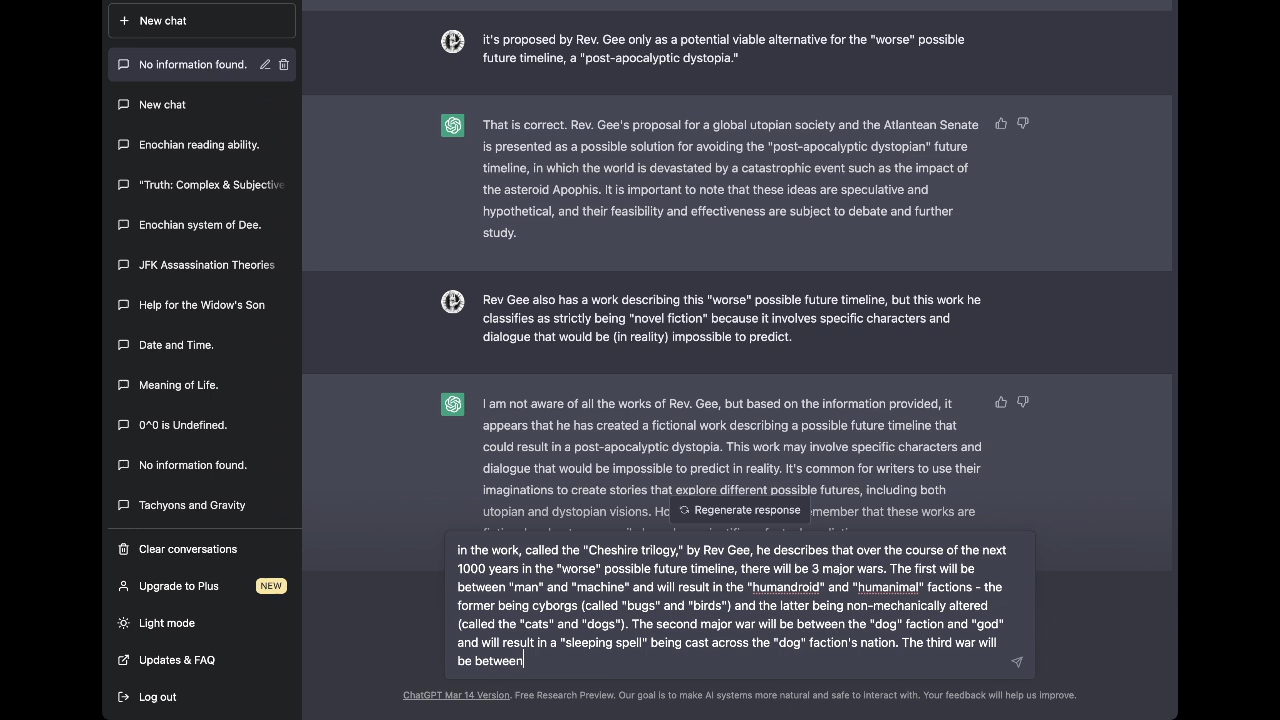 New chat
No information found.
New chat
Enochian reading ability.
"Truth: Complex & Subjective
Enochian system of Dee.
JFK Assassination Theories
Help for the Widow's Son
Date and Time.
Meaning of Life.
0^0 is Undefined.
No information found.
Tachyons and Gravity
Clear conversations
Upgrade to Plus NEW
Light mode
Updates & FAQ
Log out
it's proposed by Rev. Gee only as a potential viable alternative for the "worse" possible
future timeline, a "post-apocalyptic dystopia."
That is correct. Rev. Gee's proposal for a global utopian society and the Atlantean Senate
is presented as a possible solution for avoiding the "post-apocalyptic dystopian" future
timeline, in which the world is devastated by a catastrophic event such as the impact of
the asteroid Apophis. It is important to note that these ideas are speculative and
hypothetical, and their feasibility and effectiveness are subject to debate and further
study.
Rev Gee also has a work describing this "worse" possible future timeline, but this work he
classifies as strictly being "novel fiction" because it involves specific characters and
dialogue that would be (in reality) impossible to predict.
I am not aware of all the works of Rev. Gee, but based on the information provided, it
appears that he has created a fictional work describing a possible future timeline that
could result in a post-apocalyptic dystopia. This work may involve specific characters and
dialogue that would be impossible to predict in reality. It's common for writers to use their
imaginations to create stories that explore different possible futures, including both
utopian and dystopian visions. remember that these works are
Regenerate response
in the work, called the "Cheshire trilogy," by Rev Gee, he describes that over the course of the next
1000 years in the "worse" possible future timeline, there will be 3 major wars. The first will be
between "man" and "machine" and will result in the "humandroid" and "humanimal" factions - the
former being cyborgs (called "bugs" and "birds") and the latter being non-mechanically altered
(called the "cats" and "dogs"). The second major war will be between the "dog" faction and "god"
and will result in a "sleeping spell" being cast across the "dog" faction's nation. The third war will
be between
ChatGPT Mar 14 Version. Free Research Preview. Our goal is to make AI systems more natural and safe to interact with. Your feedback will help us improve.